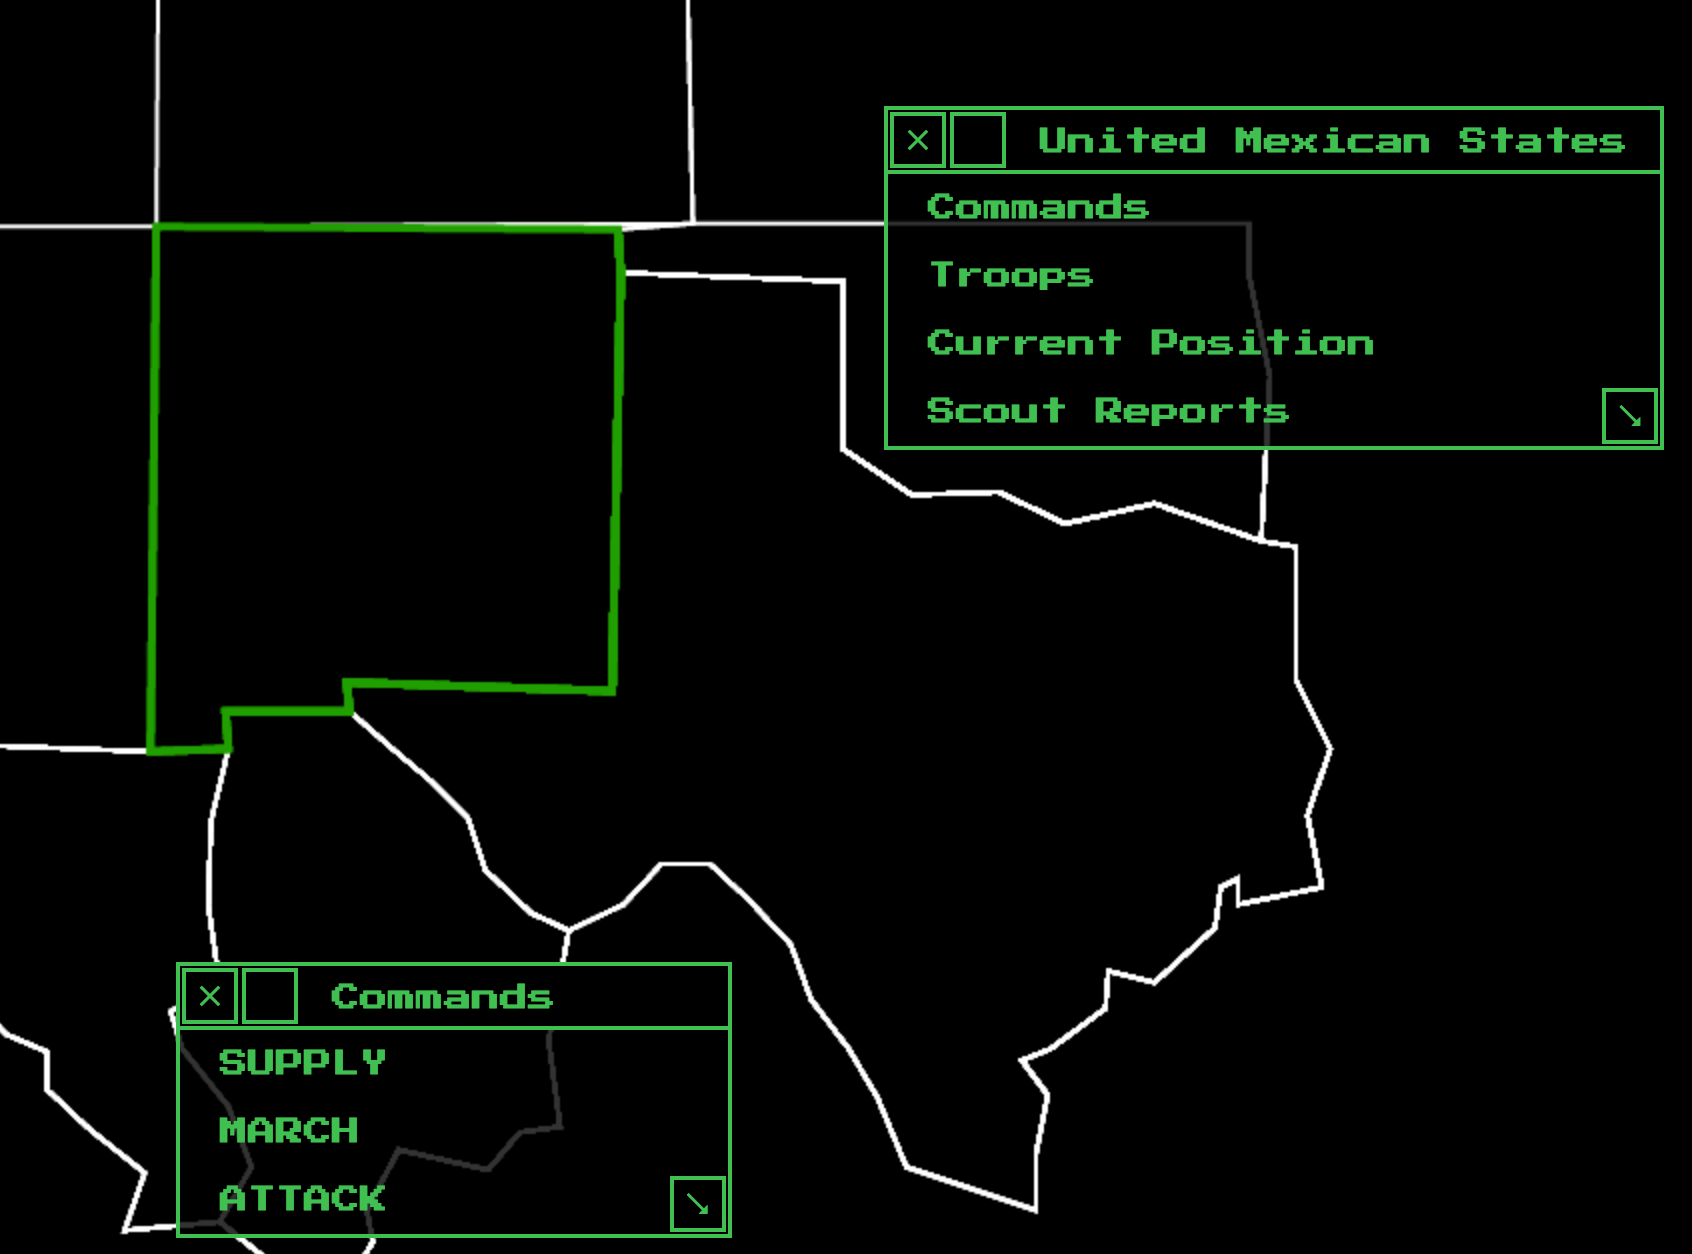 United Mexican States
Commands
Troops
Current Position
Scout Reports
Commands
SUPPLY
MARCH
ATTACK